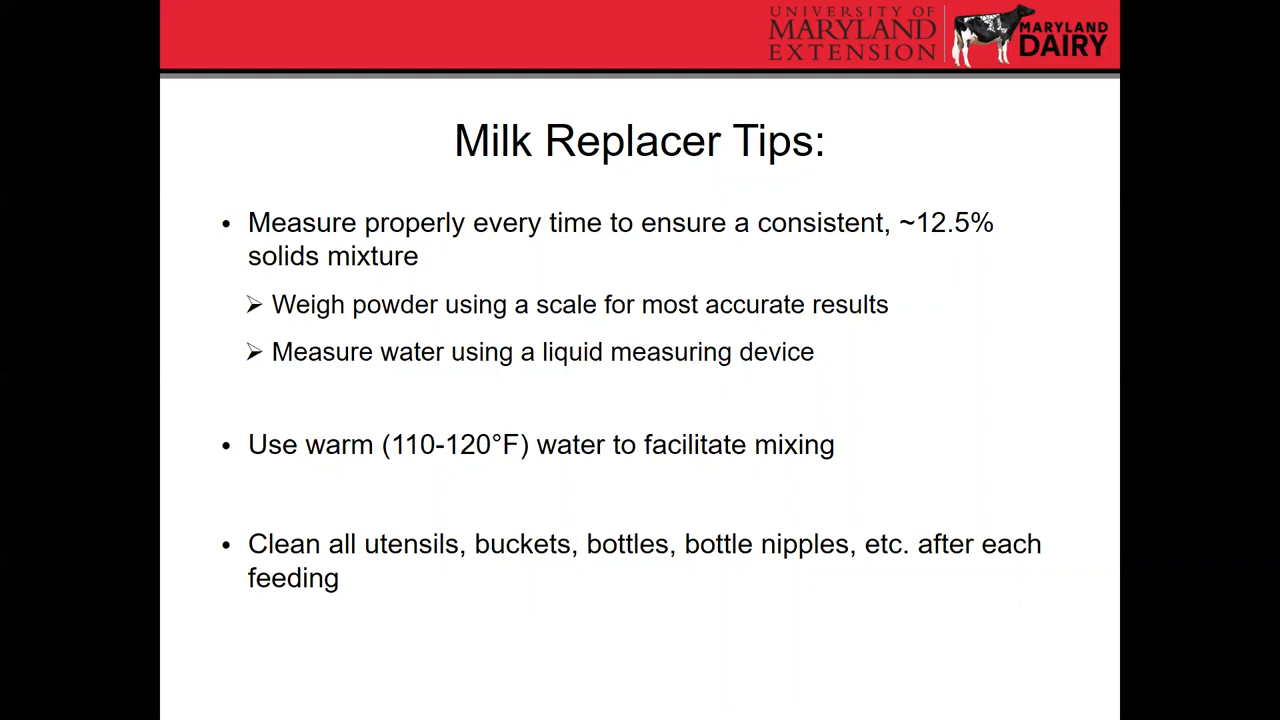 UNIVERSITY OF
MARYLAND
EXTENSION
MARYLAND
DAIRY
Milk Replacer Tips:
• Measure properly every time to ensure a consistent, ~12.5%
solids mixture
➢ Weigh powder using a scale for most accurate results
➢ Measure water using a liquid measuring device
• Use warm (110-120°F) water to facilitate mixing
• Clean all utensils, buckets, bottles, bottle nipples, etc. after each
feeding